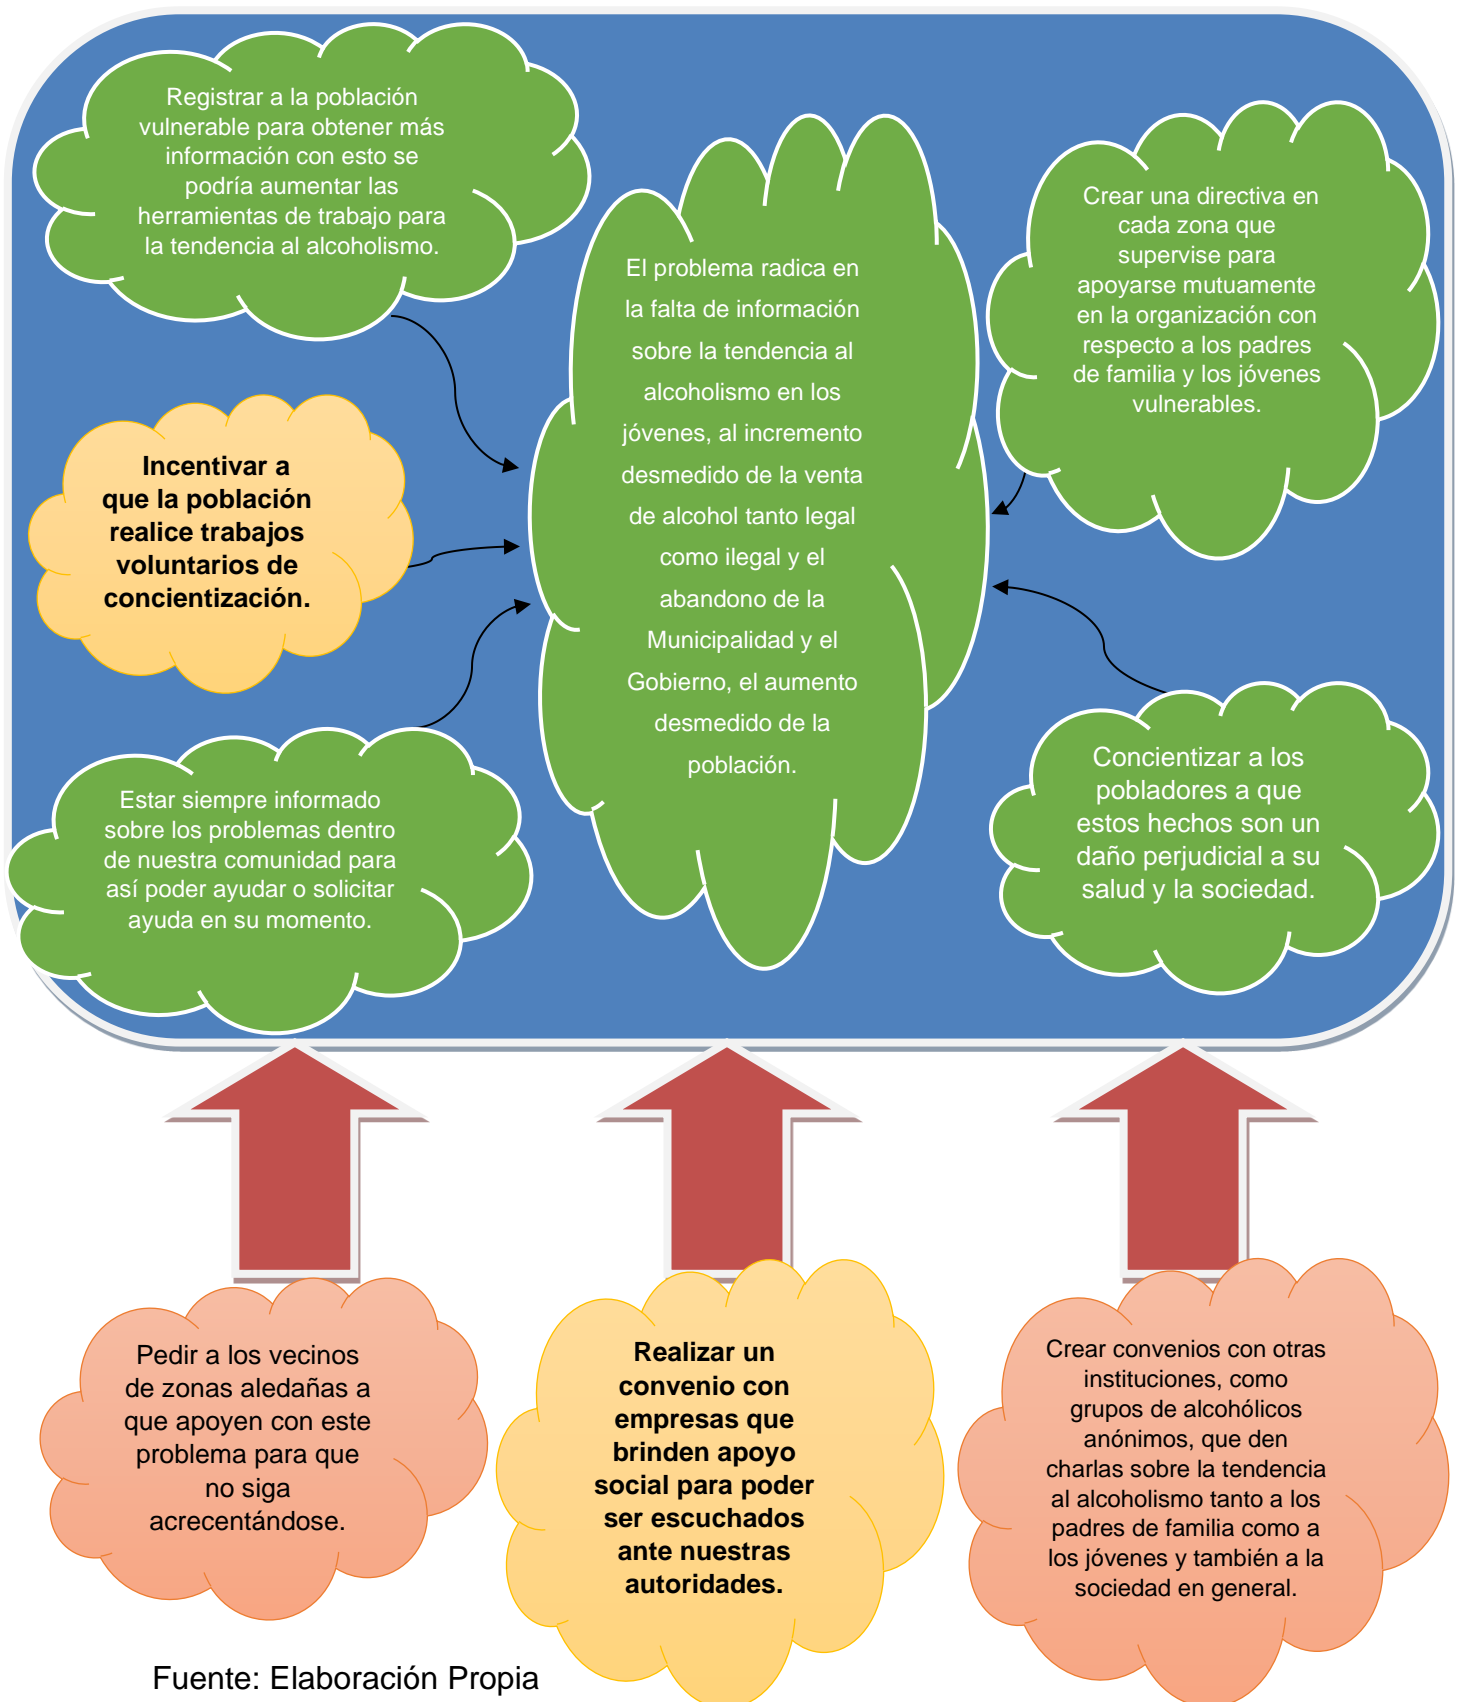 Registrar a la población
vulnerable para obtener más
información con esto se
podría aumentar las
herramientas de trabajo para
la tendencia al alcoholismo.
El problema radica en
la falta de información
sobre la tendencia al
alcoholismo en los
jóvenes, al incremento
desmedido de la venta
de alcohol tanto legal
como ilegal y el
abandono de la
Municipalidad y el
Gobierno, el aumento
desmedido de la
población.
Crear una directiva en
cada zona que
supervise para
apoyarse mutuamente
en la organización con
respecto a los padres
de familia y los jóvenes
vulnerables.
Incentivar a
que la población
realice trabajos
voluntarios de
concientización.
Estar siempre informado
sobre los problemas dentro
de nuestra comunidad para
así poder ayudar o solicitar
ayuda en su momento.
Concientizar a los
pobladores a que
estos hechos son un
daño perjudicial a su
salud y la sociedad.
Pedir a los vecinos
de zonas aledañas a
que apoyen con este
problema para que
no siga
acrecentándose.
Realizar un
convenio con
empresas que
brinden apoyo
social para poder
ser escuchados
ante nuestras
autoridades.
Crear convenios con otras
instituciones, como
grupos de alcohólicos
anónimos, que den
charlas sobre la tendencia
al alcoholismo tanto a los
padres de familia como a
los jóvenes y también a la
sociedad en general.
Fuente: Elaboración Propia